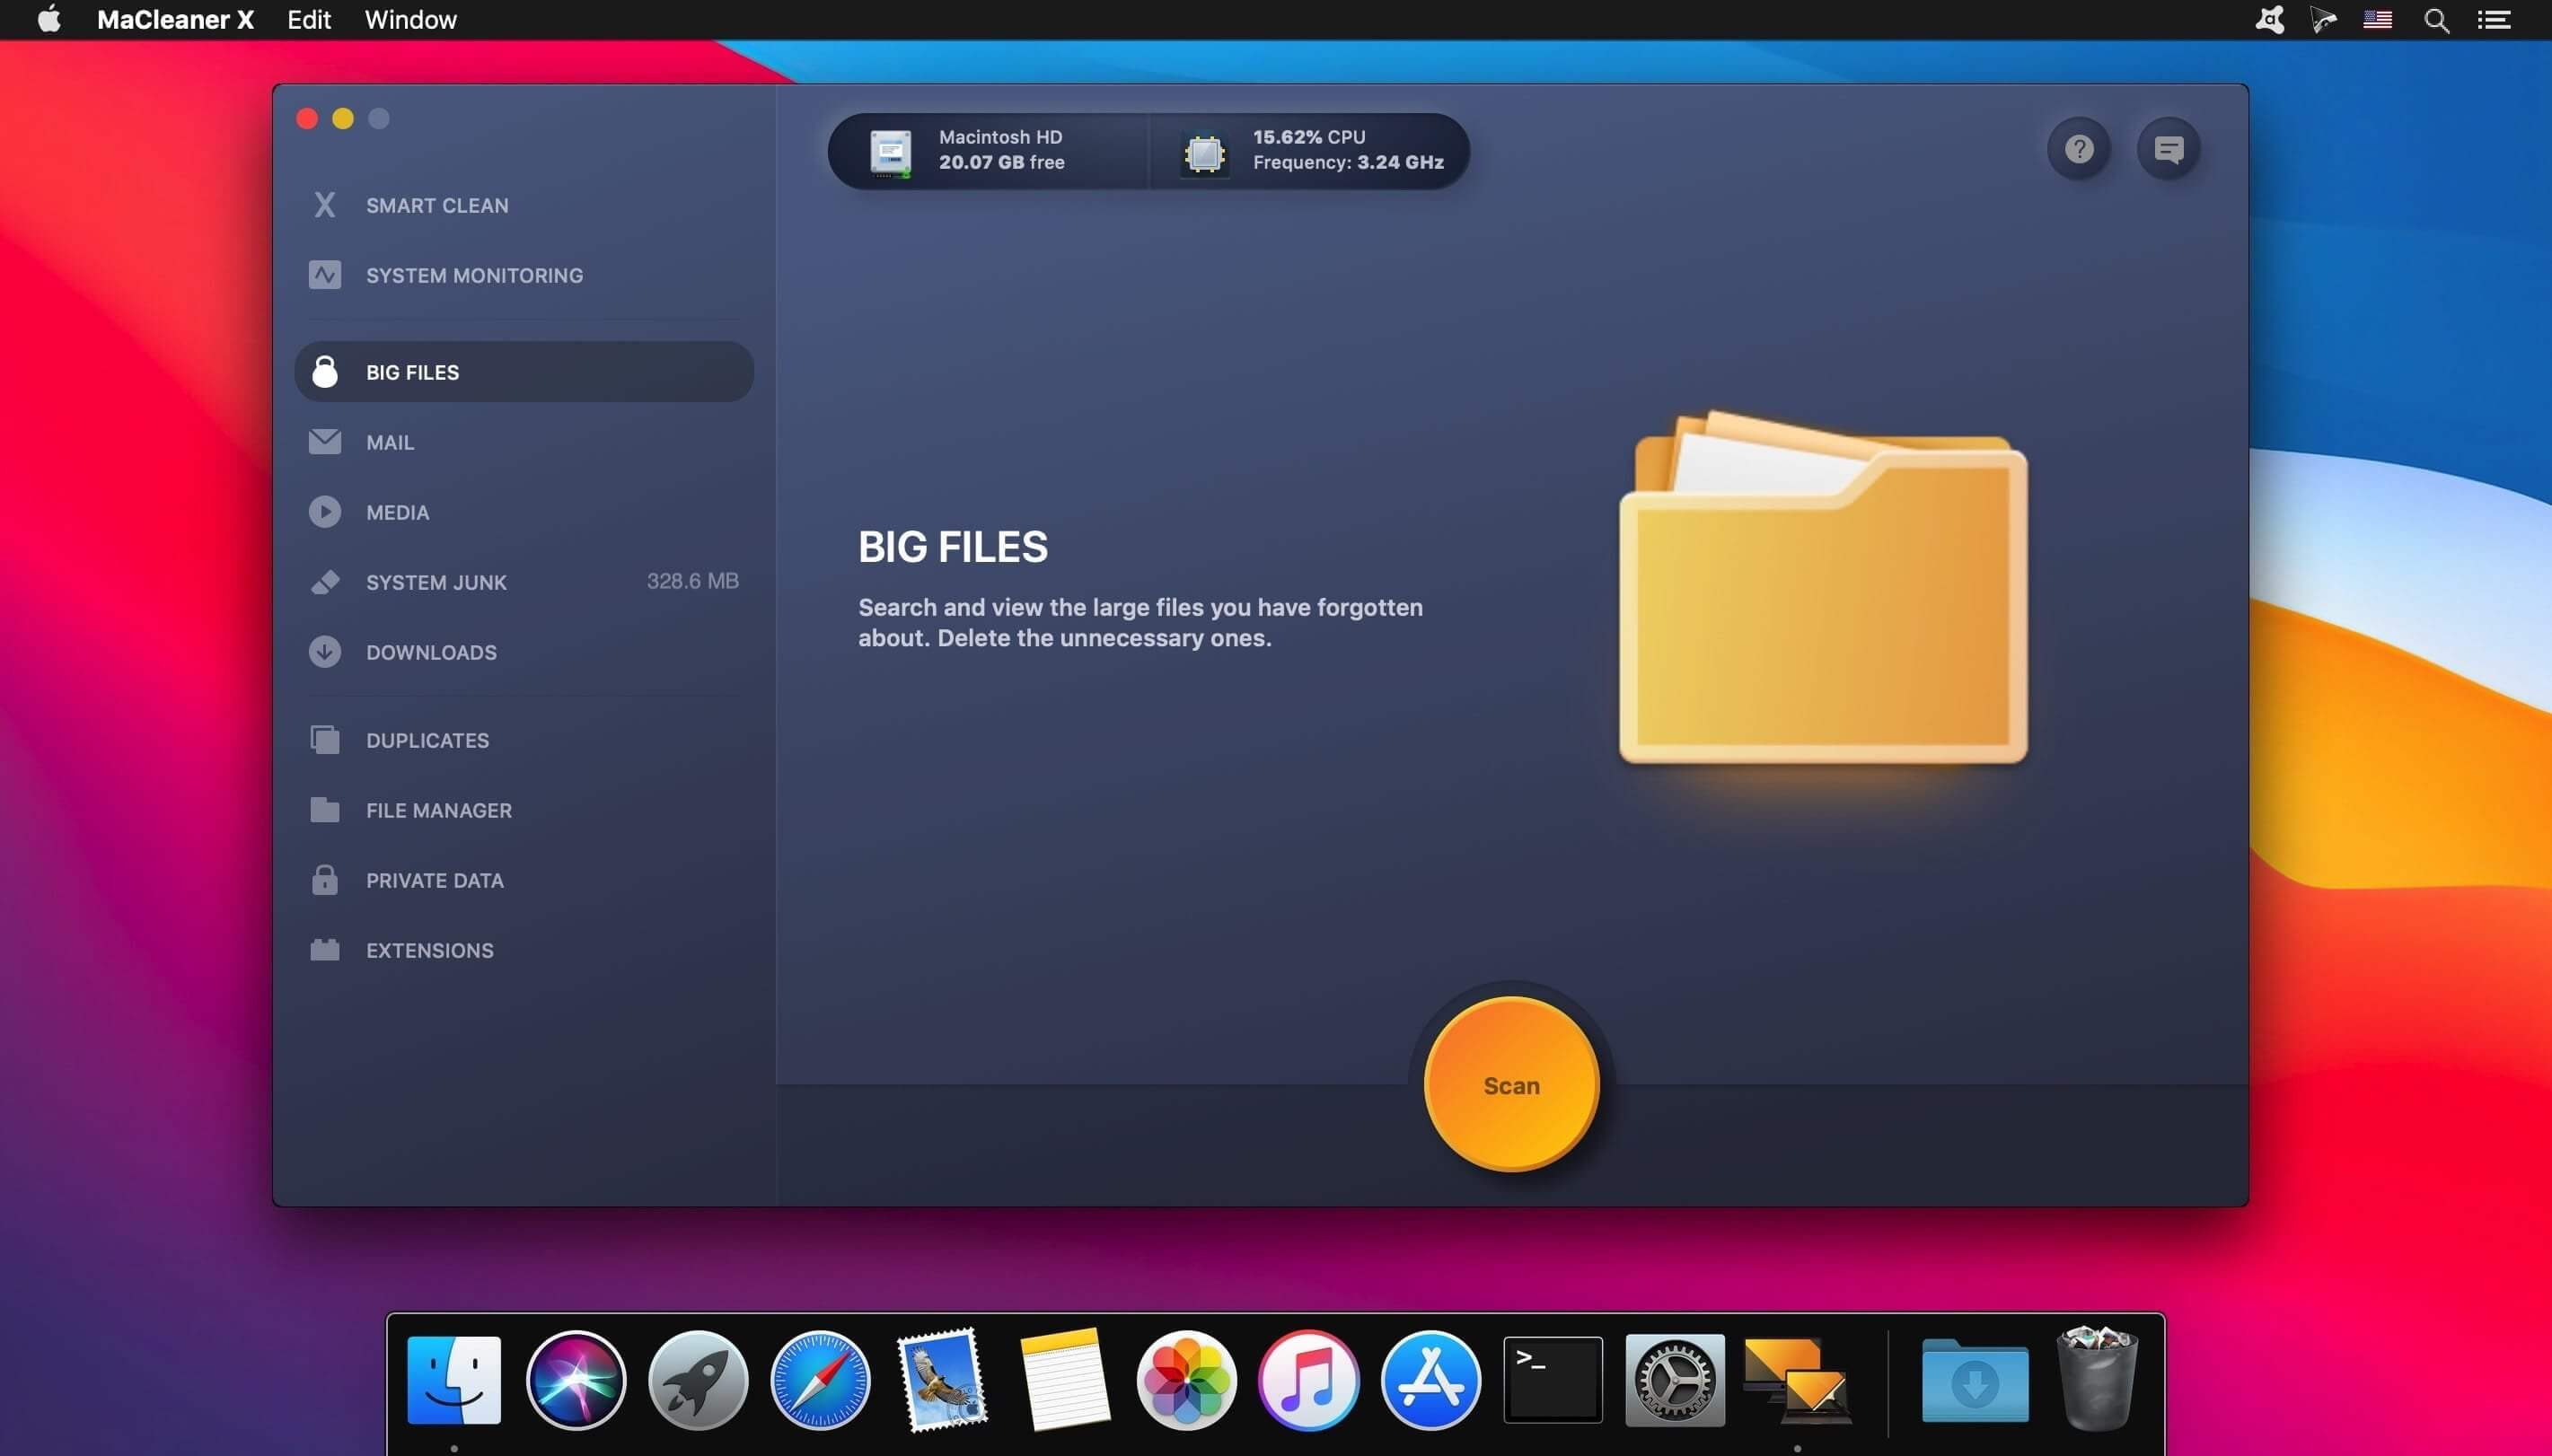 MaCleaner X Edit Window
Macintosh HD
20.07 GB free
15.62% CPU
Frequency: 3.24 GHz
?
X SMART CLEAN
SYSTEM MONITORING
BIG FILES
MAIL
MEDIA
SYSTEM JUNK 328.6 MB
DOWNLOADS
DUPLICATES
FILE MANAGER
PRIVATE DATA
EXTENSIONS
BIG FILES
Search and view the large files you have forgotten
about. Delete the unnecessary ones.
Scan
>_